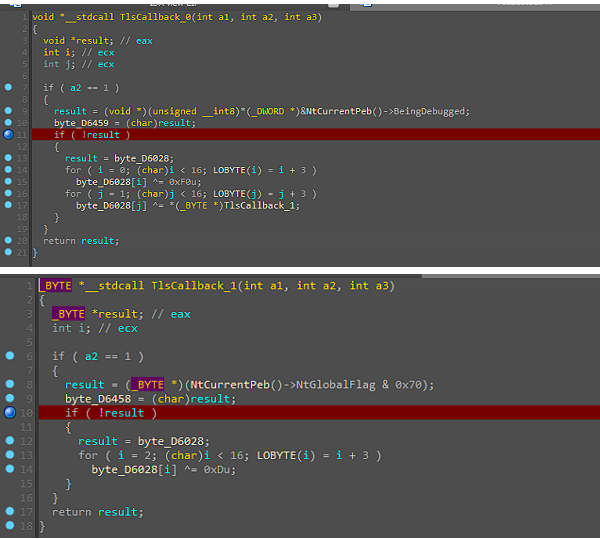 1 void *__stdcall TlsCallback_0(int a1, int a2, int a3)
2 {
3 void *result; // eax
4 int i; // ecx
5 int j; // ecx
6
7 if ( a2 == 1 )
8 {
9 result = (void *)(unsigned __int8)*(_DWORD *)&NtCurrentPeb()->BeingDebugged;
10 byte_D6459 = (char)result;
11 if ( !result )
12 {
13 result = byte_D6028;
14 for ( i = 0; (char)i < 16; LOBYTE(i) = i + 3 )
15 byte_D6028[i] ^= 0xF0u;
16 for ( j = 1; (char)j < 16; LOBYTE(j) = j + 3 )
17 byte_D6028[j] ^= *(_BYTE *)TlsCallback_1;
18 }
19 }
20 return result;
21 }
1 _BYTE *__stdcall TlsCallback_1(int a1, int a2, int a3)
2 {
3 _BYTE *result; // eax
4 int i; // ecx
5
6 if ( a2 == 1 )
7 {
8 result = (_BYTE *)(NtCurrentPeb()->NtGlobalFlag & 0x70);
9 byte_D6458 = (char)result;
10 if ( !result )
11 {
12 result = byte_D6028;
13 for ( i = 2; (char)i < 16; LOBYTE(i) = i + 3 )
14 byte_D6028[i] ^= 0xDu;
15 }
16 }
17 return result;
18 }